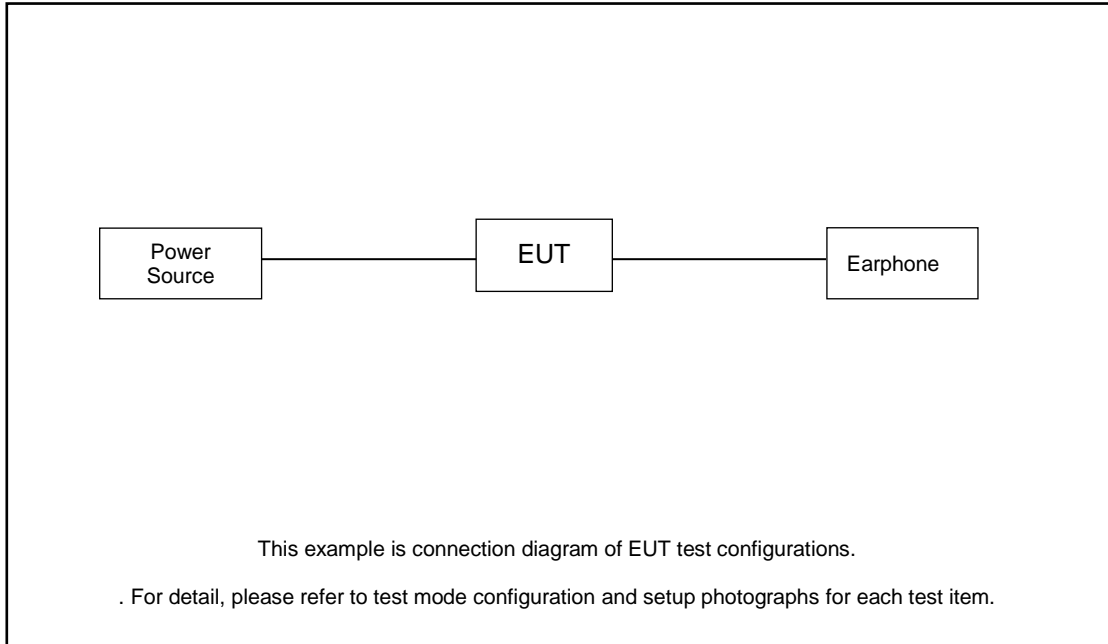 Power
Source
EUT
Earphone
This example is connection diagram of EUT test configurations.
. For detail, please refer to test mode configuration and setup photographs for each test item.